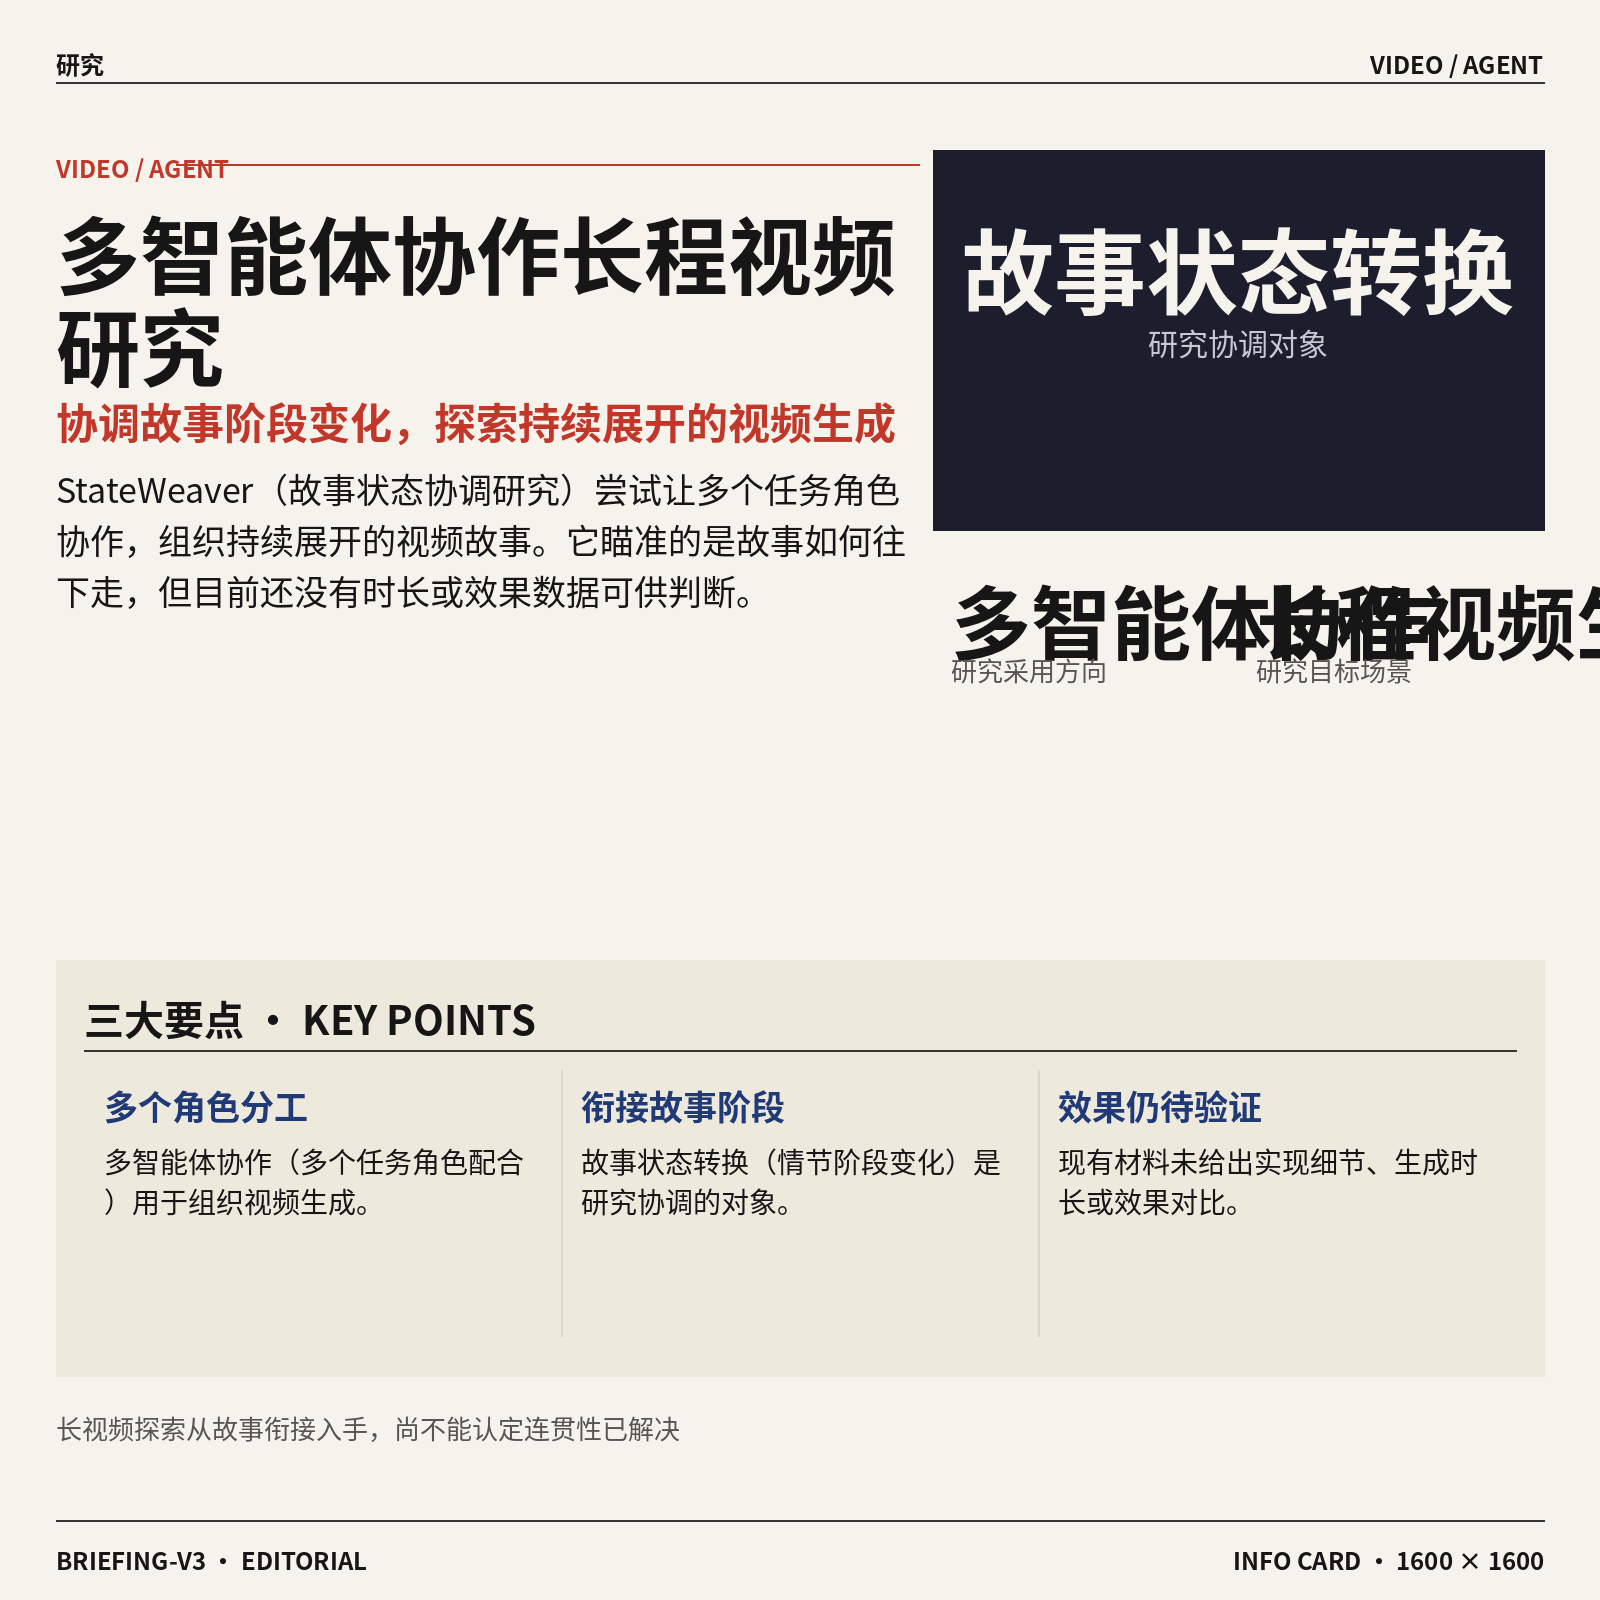 研究
VIDEO / AGENT
VIDEO / AGENT
多智能体协作长程视频
研究
协调故事阶段变化，探索持续展开的视频生成
StateWeaver（故事状态协调研究）尝试让多个任务角色
协作，组织持续展开的视频故事。它瞄准的是故事如何往
下走，但目前还没有时长或效果数据可供判断。
故事状态转换
研究协调对象
多智能体协作
研究采用方向
长程视频生
研究目标场景
三大要点 · KEY POINTS
多个角色分工
多智能体协作（多个任务角色配合
）用于组织视频生成。
衔接故事阶段
故事状态转换（情节阶段变化）是
研究协调的对象。
效果仍待验证
现有材料未给出实现细节、生成时
长或效果对比。
长视频探索从故事衔接入手，尚不能认定连贯性已解决
BRIEFING-V3 · EDITORIAL
INFO CARD · 1600 × 1600